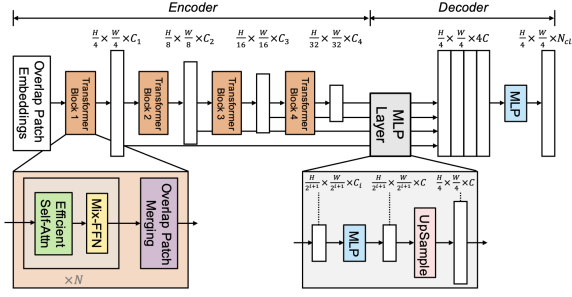 Encoder
Decoder
H/4 × W/4 × C₁
H/8 × W/8 × C₂
H/16 × W/16 × C₃
H/32 × W/32 × C₄
H/4 × W/4 × 4C
H/4 × W/4 × N_cl
Overlap Patch
Embeddings
Transformer
Block 1
Transformer
Block 2
Transformer
Block 3
Transformer
Block 4
MLP
Layer
MLP
Efficient
Self-Attn
Mix-FFN
Overlap Patch
Merging
×N
H/2^(i+1) × W/2^(i+1) × C_i
H/2^(i+1) × W/2^(i+1) × C
H/4 × W/4 × C
MLP
UpSample